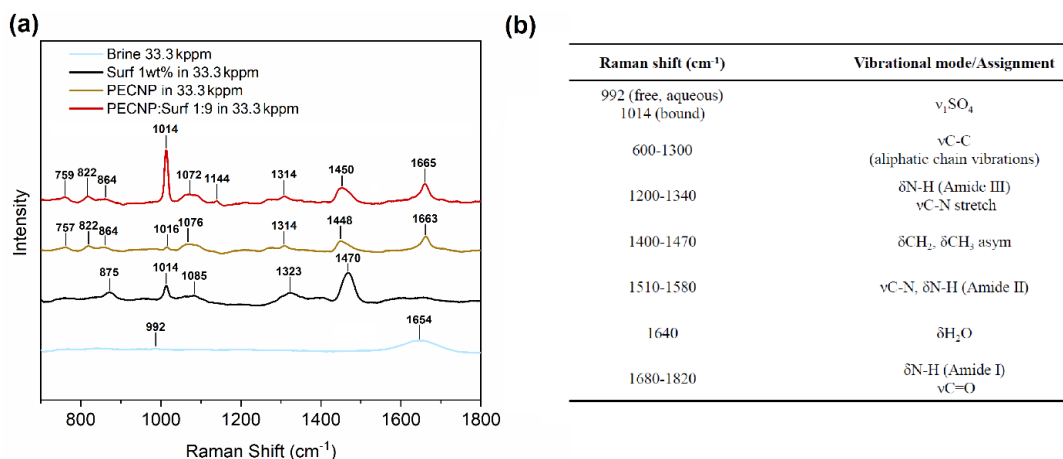 (a)
Brine 33.3 kppm
Surf 1wt% in 33.3 kppm
PECNP in 33.3 kppm
PECNP:Surf 1:9 in 33.3 kppm
759 822 864 1014 1072 1144 1314 1450 1665
757 822 864 1016 1076 1314 1448 1663
875 1014 1085 1323 1470
992 1654
Intensity
800 1000 1200 1400 1600 1800
Raman Shift (cm⁻¹)
(b)
Raman shift (cm⁻¹) Vibrational mode/Assignment
992 (free, aqueous)
1014 (bound)
ν₁SO₄
600-1300
νC-C
(aliphatic chain vibrations)
1200-1340
δN-H (Amide III)
νC-N stretch
1400-1470 δCH₂, δCH₃ asym
1510-1580 νC-N, δN-H (Amide II)
1640 δH₂O
1680-1820
δN-H (Amide I)
νC=O